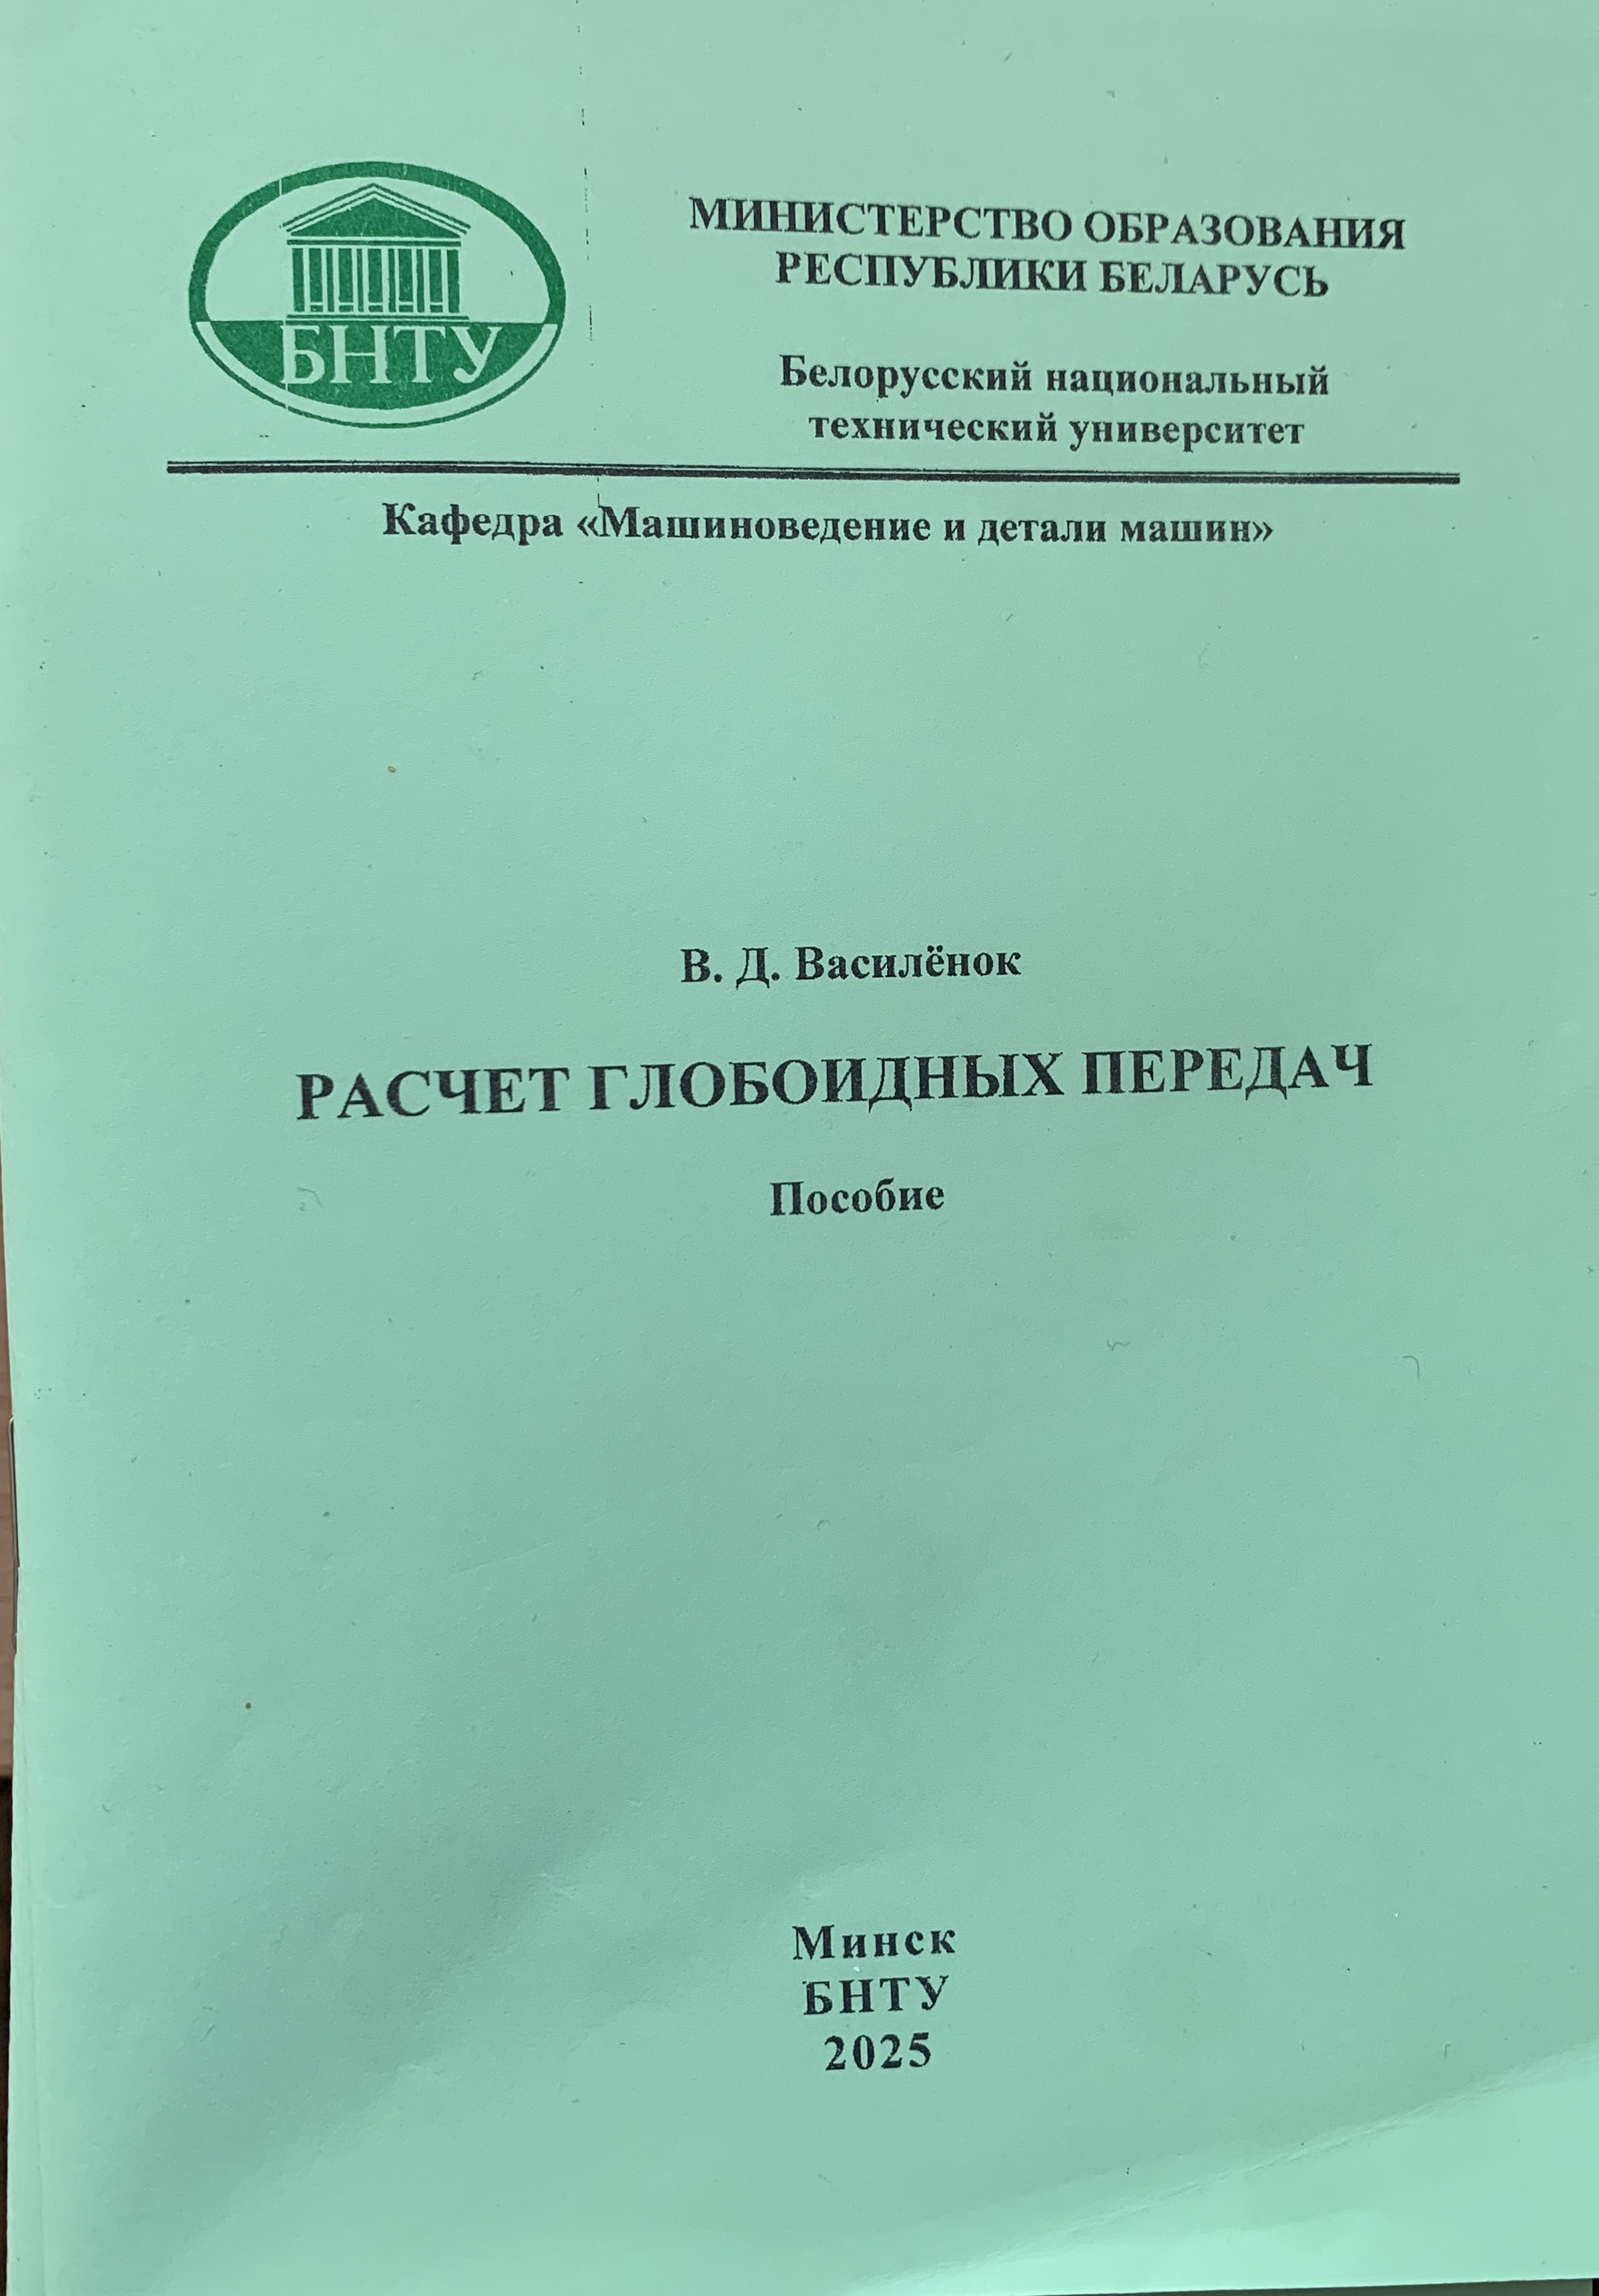 БНТУ
МИНИСТЕРСТВО ОБРАЗОВАНИЯ
РЕСПУБЛИКИ БЕЛАРУСЬ
Белорусский национальный
технический университет
Кафедра «Машиноведение и детали машин»
В. Д. Василёнок
РАСЧЕТ ГЛОБОИДНЫХ ПЕРЕДАЧ
Пособие
Минск
БНТУ
2025